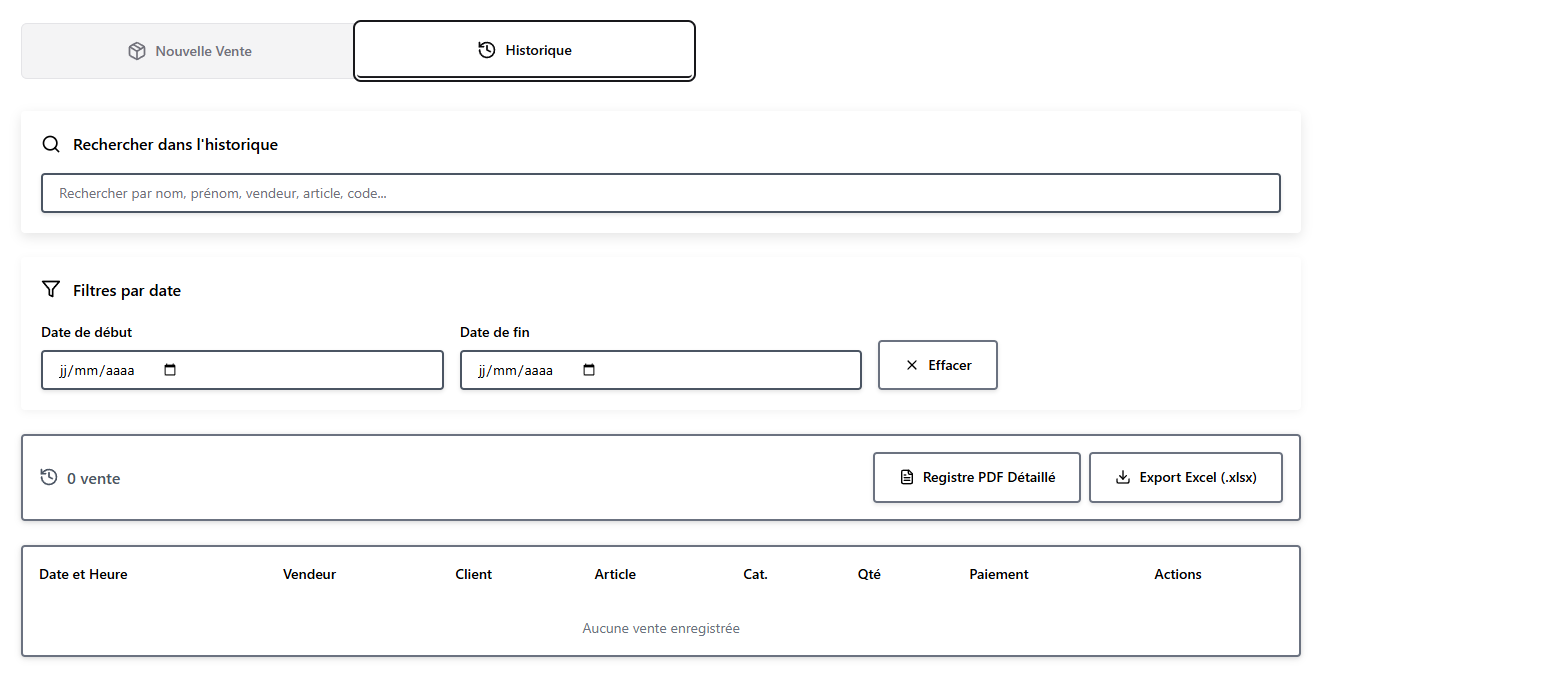 Nouvelle Vente
Historique
Rechercher dans l'historique
Rechercher par nom, prénom, vendeur, article, code...
Filtres par date
Date de début
Date de fin
jj/mm/aaaa
jj/mm/aaaa
Effacer
0 vente
Registre PDF Détaillé
Export Excel (.xlsx)
Date et Heure Vendeur Client Article Cat. Qté Paiement Actions
Aucune vente enregistrée